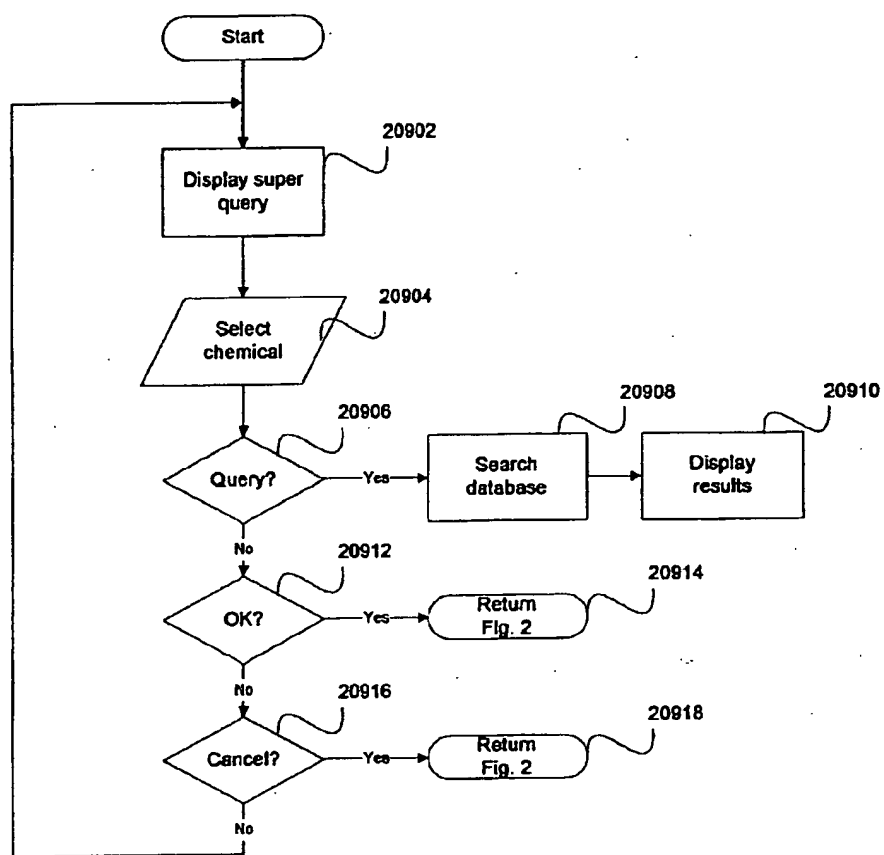 Start
20902
Display super
query
20904
Select
chemical
20906
Query?
Yes
20908
Search
database
20910
Display
results
No
20912
OK?
Yes
20914
Return
Fig. 2
No
20916
Cancel?
Yes
20918
Return
Fig. 2
No